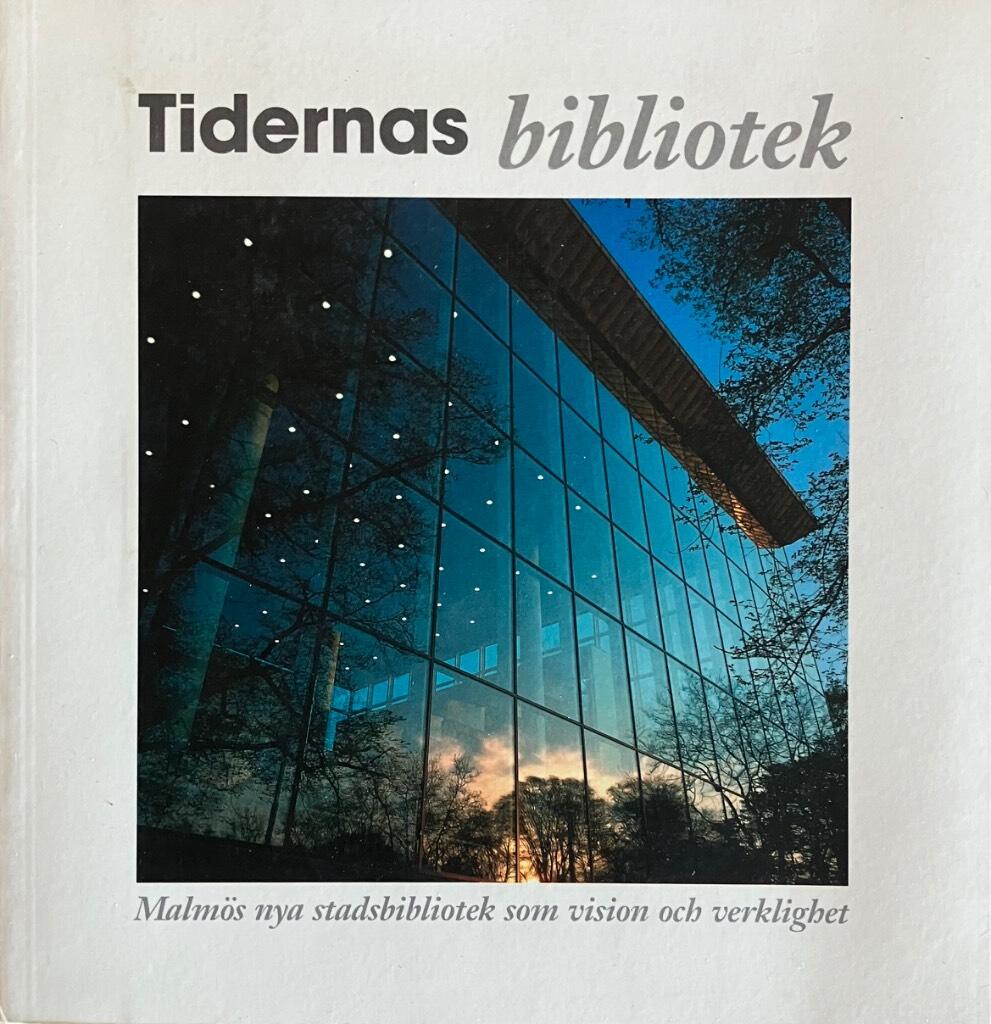 Tidernas bibliotek
Malmös nya stadsbibliotek som vision och verklighet